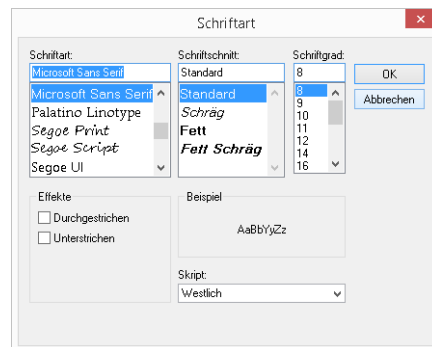 Schriftart
Schriftart:
Microsoft Sans Serif
Microsoft Sans Serif
Palatino Linotype
Segoe Print
Segoe Script
Segoe UI
Schriftschnitt:
Standard
Standard
Schräg
Fett
Fett Schräg
Schriftgrad:
8
8
9
10
11
12
14
16
OK
Abbrechen
Effekte
Durchgestrichen
Unterstrichen
Beispiel
AaBbYyZz
Skript:
Westlich